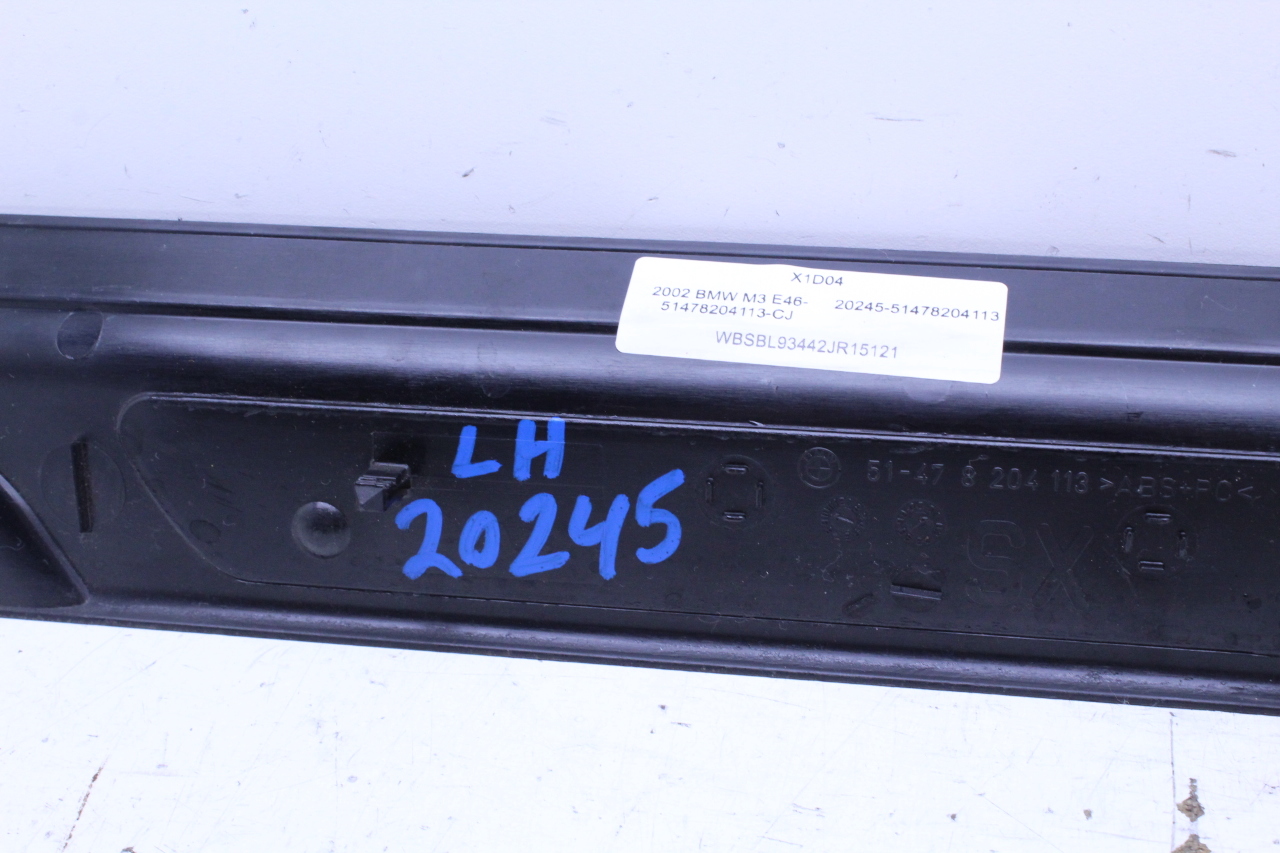 X1D04
2002 BMW M3 E46- 20245-51478204113
51478204113-CJ
WBSBL93442JR15121
LH
20245
51-47 8 204 113 >ABS+PC<
SX